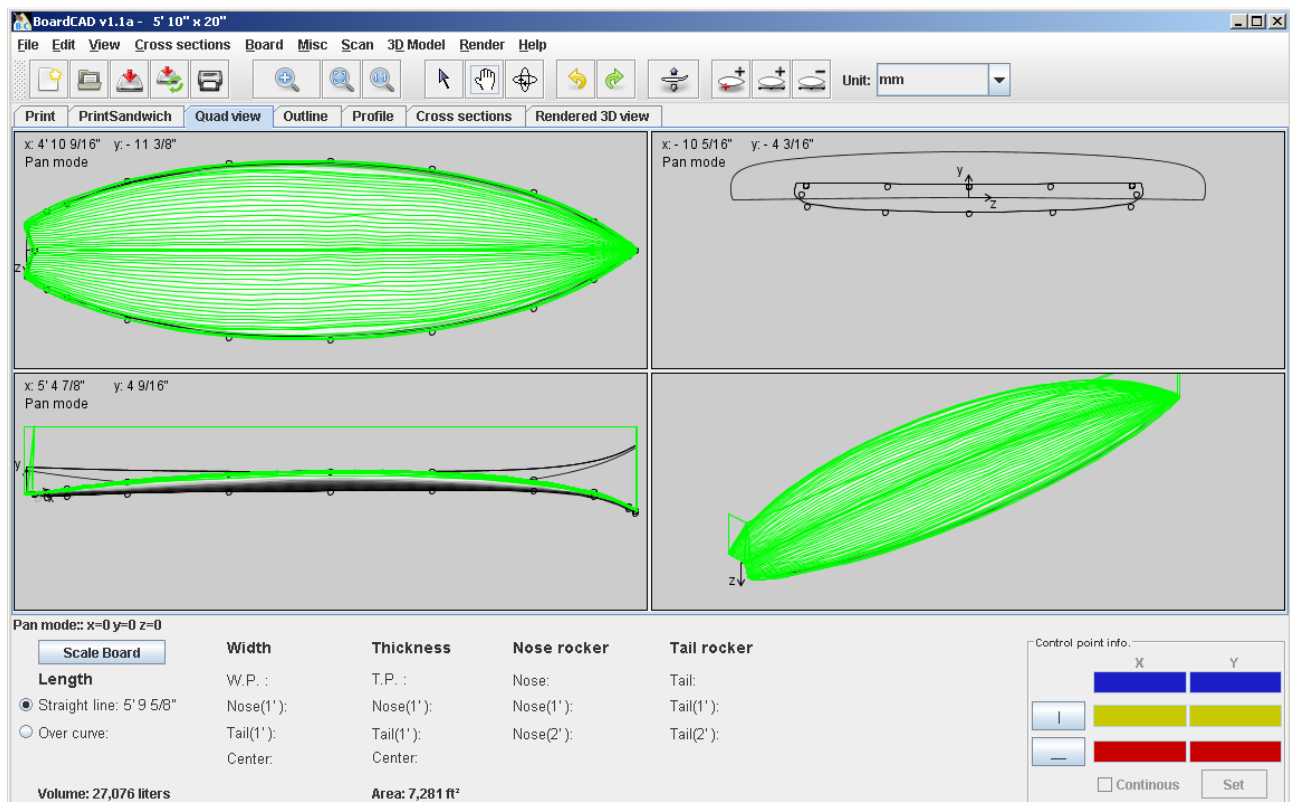 BoardCAD v1.1a - 5' 10" x 20"
File Edit View Cross sections Board Misc Scan 3D Model Render Help
Unit: mm
Print PrintSandwich Quad view Outline Profile Cross sections Rendered 3D view
x: 4' 10 9/16" y: - 11 3/8"
Pan mode
z
x: - 10 5/16" y: - 4 3/16"
Pan mode
y
z
x: 5' 4 7/8" y: 4 9/16"
Pan mode
y
x
z
Pan mode:: x=0 y=0 z=0
Scale Board Width Thickness Nose rocker Tail rocker
Length W.P. : T.P. : Nose: Tail:
Straight line: 5' 9 5/8" Nose(1' ): Nose(1' ): Nose(1' ): Tail(1' ):
Over curve: Tail(1' ): Tail(1' ): Nose(2' ): Tail(2' ):
Center: Center:
Volume: 27,076 liters Area: 7,281 ft²
Control point info.
X Y
Continous Set